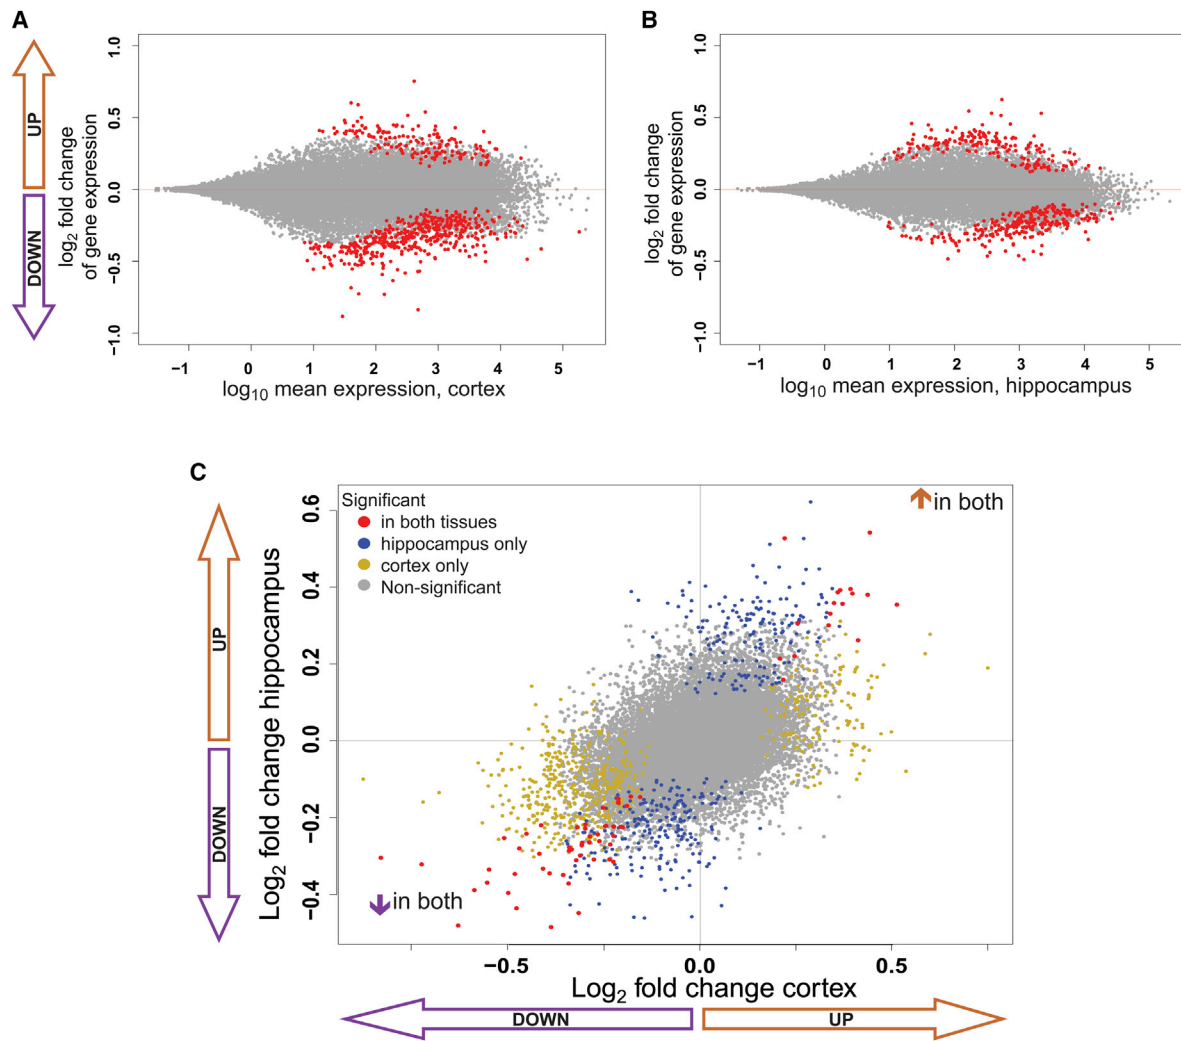 A
UP
DOWN
log2 fold change
of gene expression
1.0
0.5
0.0
−0.5
−1.0
−1 0 1 2 3 4 5
log10 mean expression, cortex
B
log2 fold change
of gene expression
1.0
0.5
0.0
−0.5
−1.0
−1 0 1 2 3 4 5
log10 mean expression, hippocampus
C
UP
DOWN
Log2 fold change hippocampus
0.6
0.4
0.2
0.0
−0.2
−0.4
Significant
in both tissues
hippocampus only
cortex only
Non-significant
in both
in both
−0.5 0.0 0.5
Log2 fold change cortex
DOWN UP